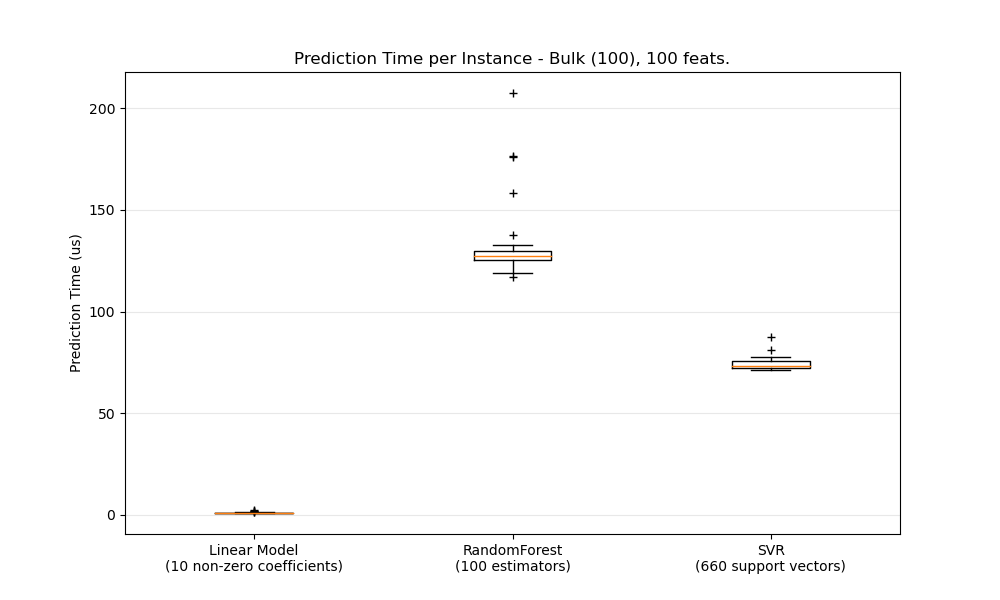 Prediction Time per Instance - Bulk (100), 100 feats.
Prediction Time (us)
200
150
100
50
0
Linear Model
(10 non-zero coefficients)
RandomForest
(100 estimators)
SVR
(660 support vectors)